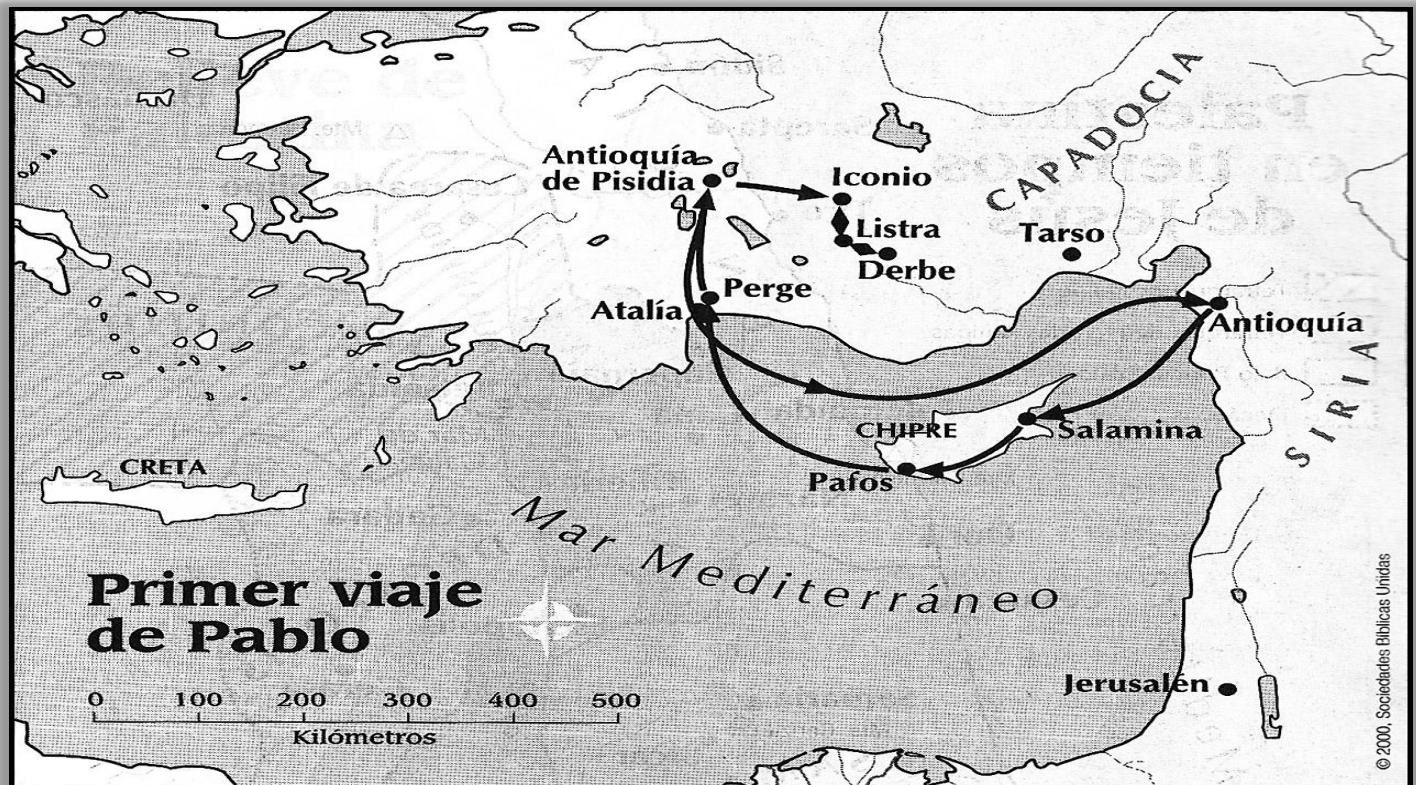 CAPADOCIA
Antioquía
de Pisidia
Iconio
Listra
Derbe
Tarso
Perge
Atalía
Antioquía
SIRIA
CHIPRE
Salamina
Pafos
CRETA
Mar Mediterráneo
Primer viaje
de Pablo
0 100 200 300 400 500
Kilómetros
Jerusalén
© 2000, Sociedades Bíblicas Unidas